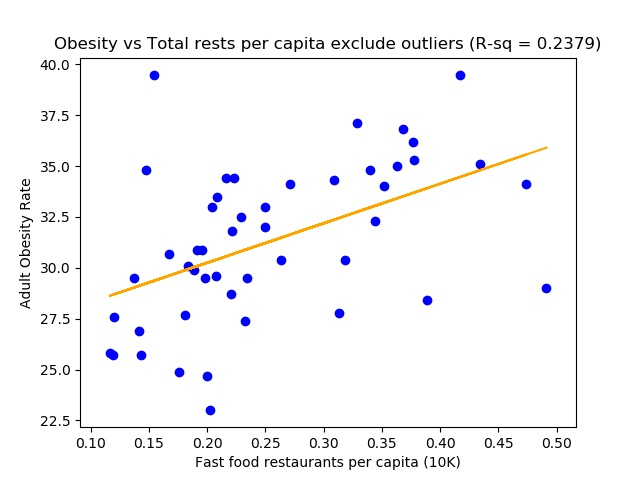 Obesity vs Total rests per capita exclude outliers (R-sq = 0.2379)
40.0
37.5
35.0
32.5
30.0
27.5
25.0
22.5
Adult Obesity Rate
0.10 0.15 0.20 0.25 0.30 0.35 0.40 0.45 0.50
Fast food restaurants per capita (10K)